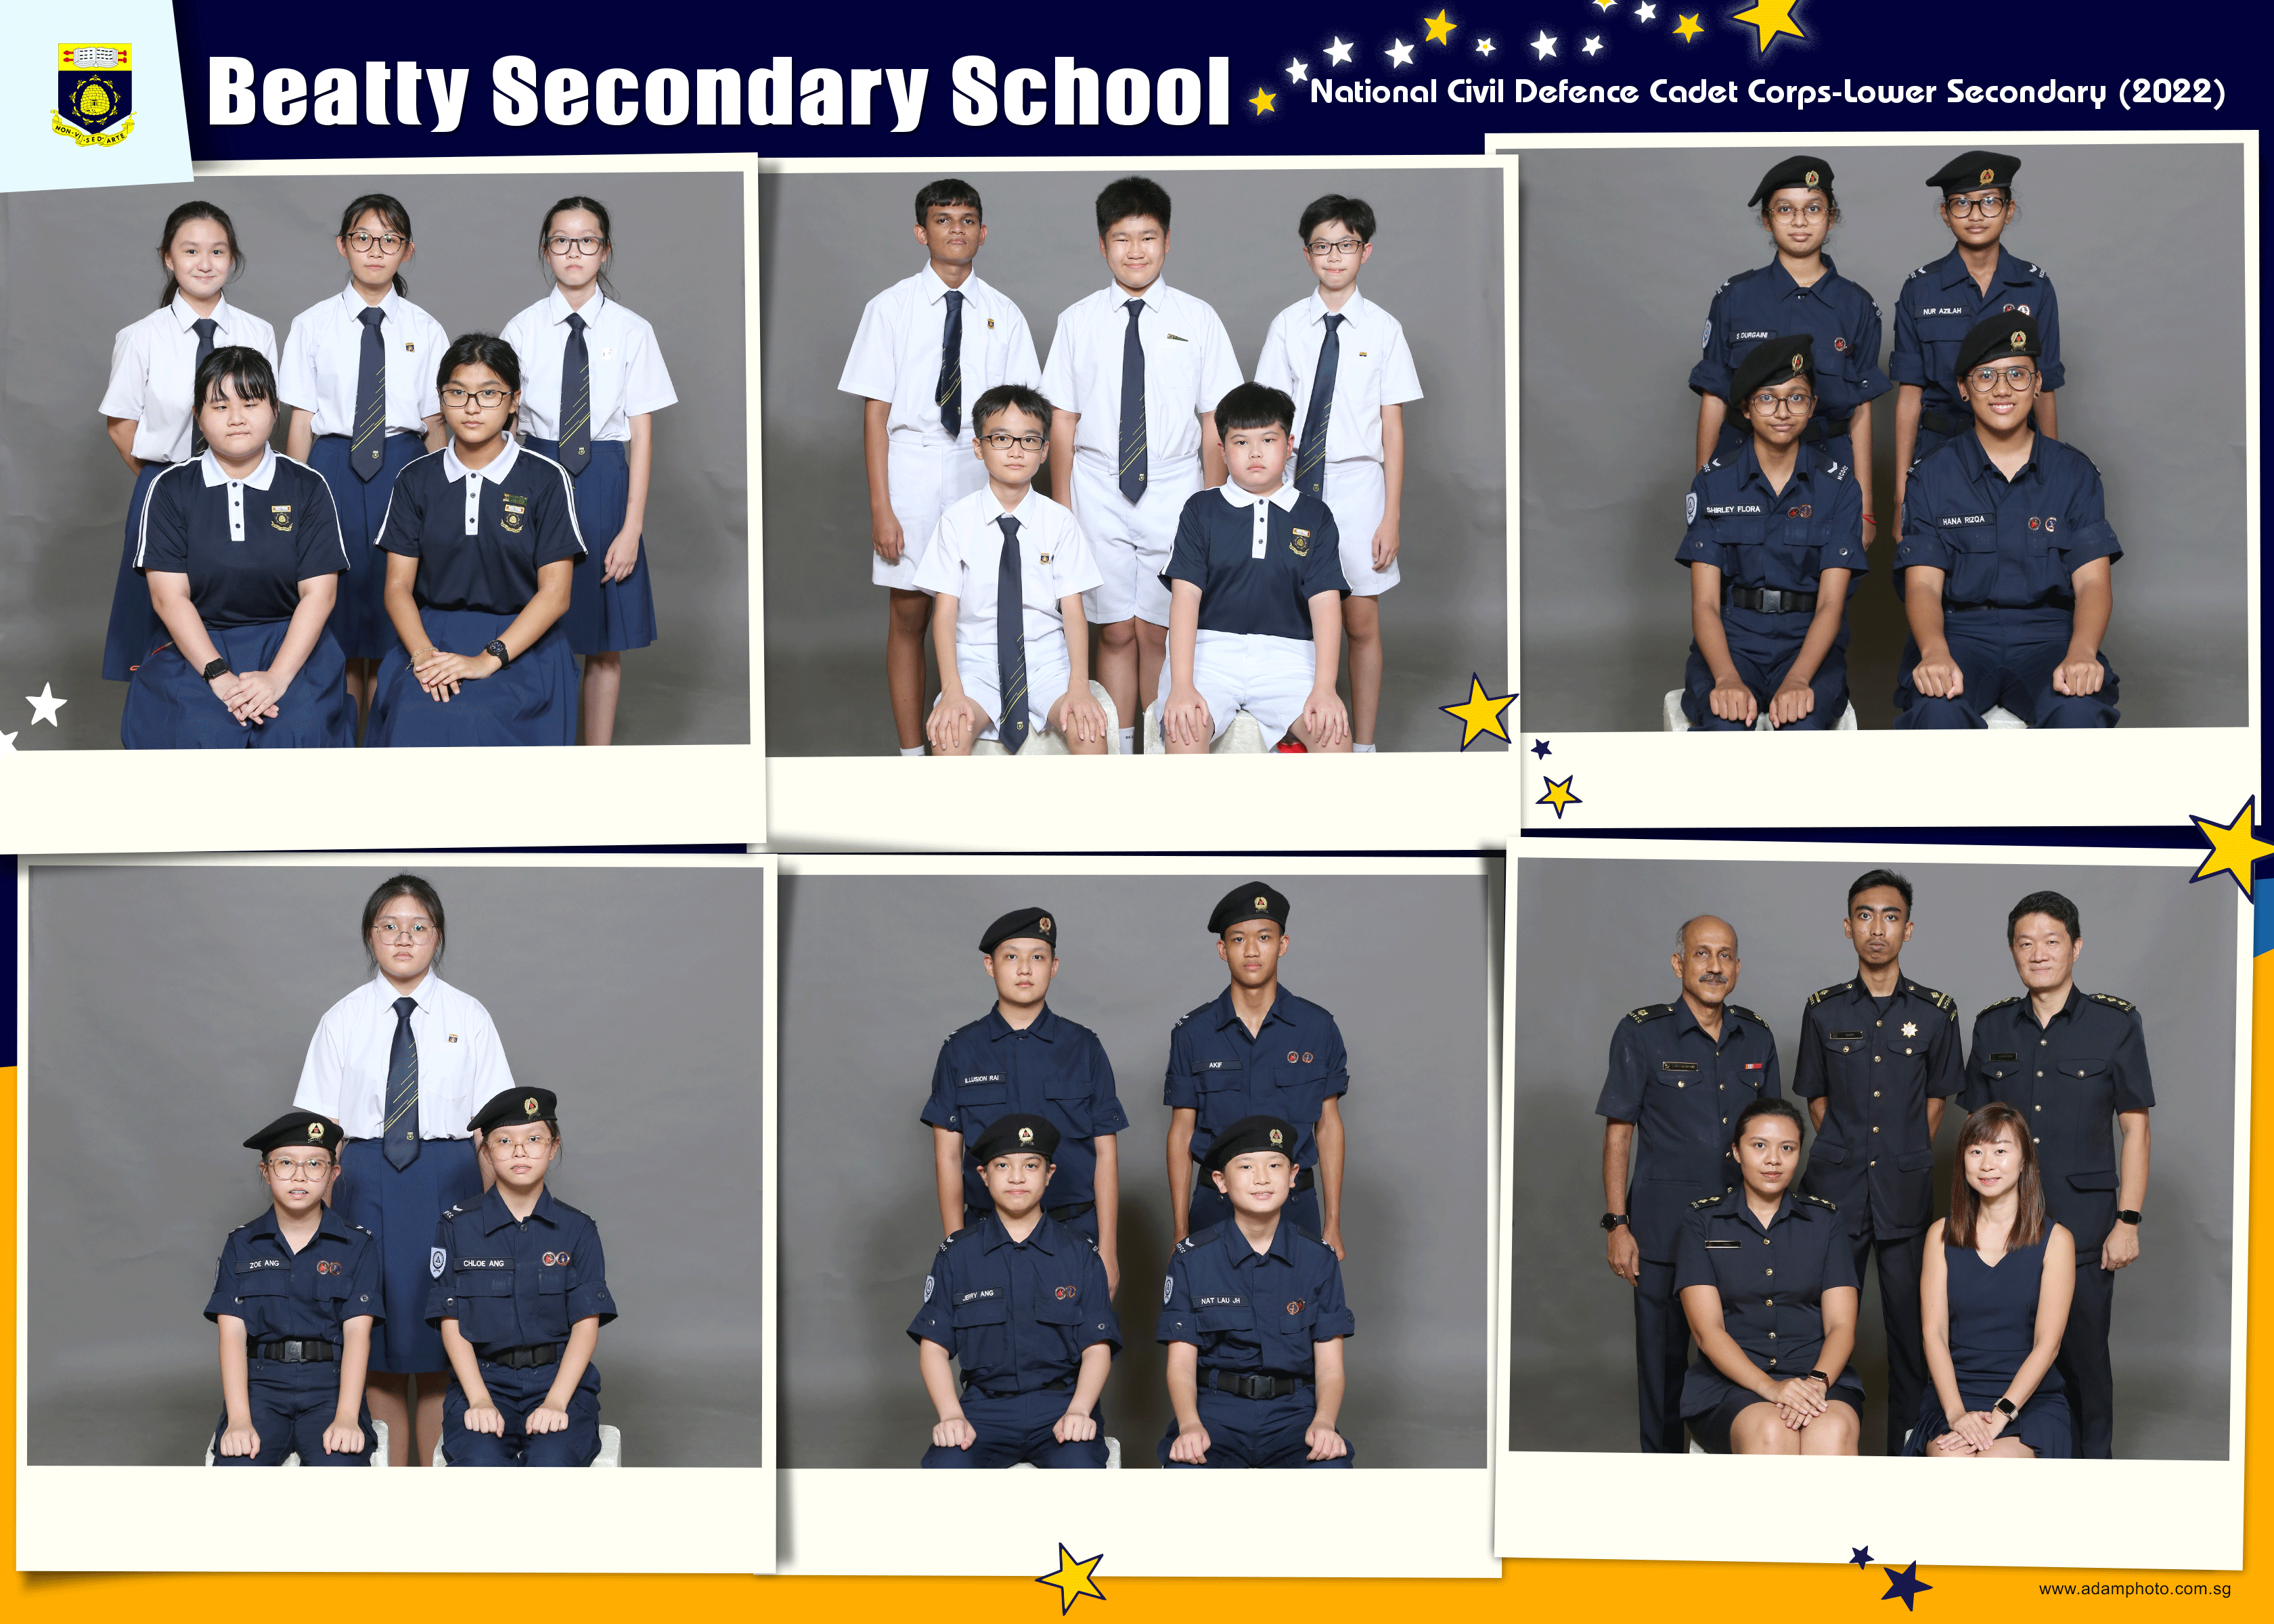 Beatty Secondary School
National Civil Defence Cadet Corps-Lower Secondary (2022)
NON·VI·SED·ARTE
S DURGAINI
NUR AZILAH
SHIRLEY FLORA
HANA RIZQA
ZOE ANG
CHLOE ANG
ILLUSION RAI
AKIF
JERRY ANG
NAT LAU JH
www.adamphoto.com.sg